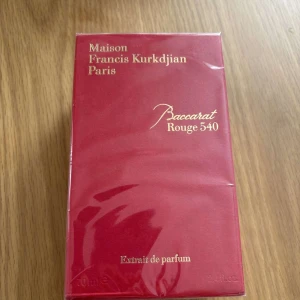 Maison
Francis Kurkdjian
Paris
Baccarat
Rouge 540
Extrait de parfum